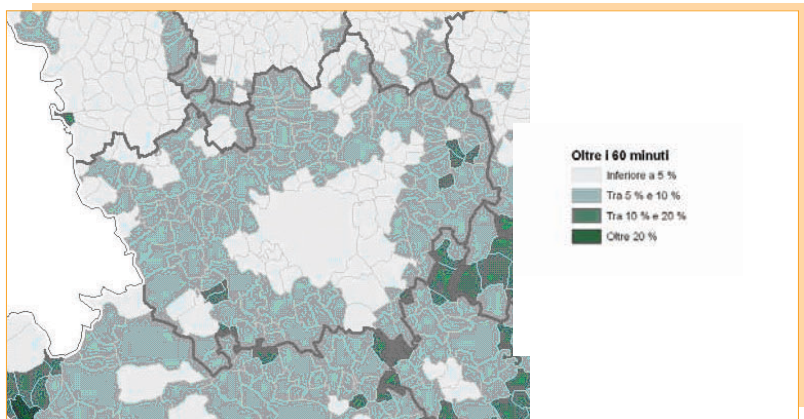 Oltre i 60 minuti
Inferiore a 5 %
Tra 5 % e 10 %
Tra 10 % e 20 %
Oltre 20 %